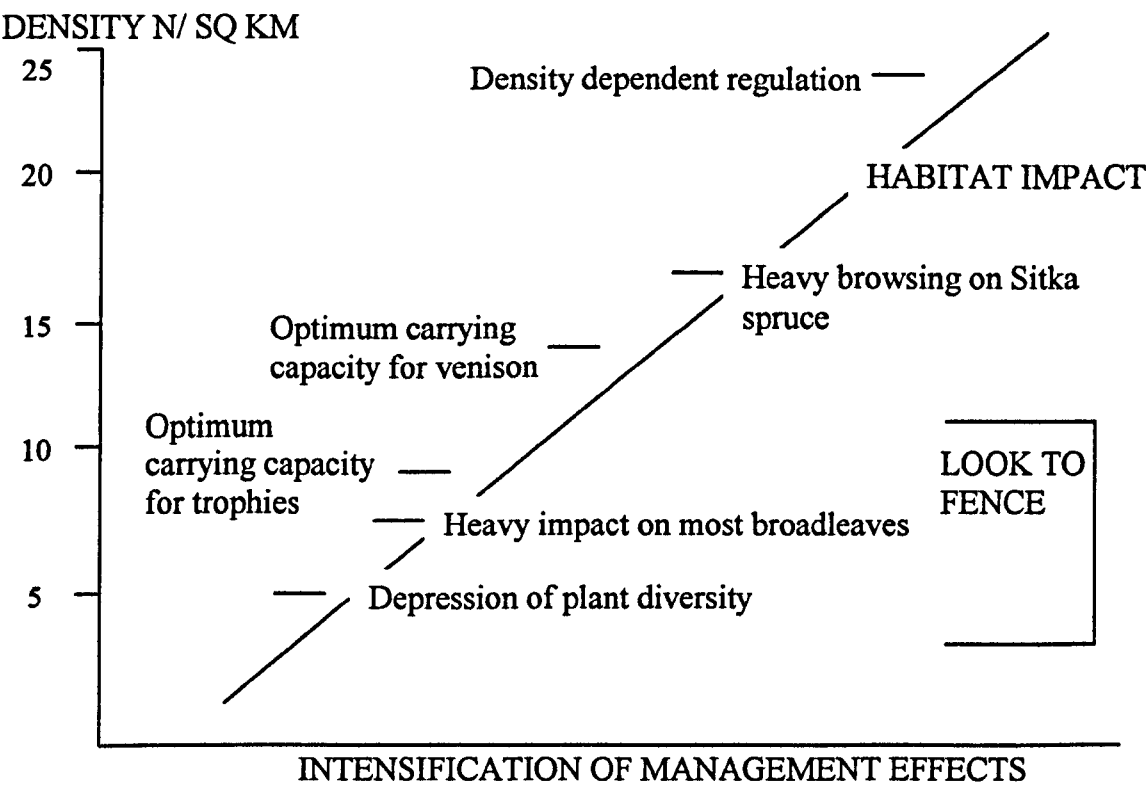 DENSITY N/ SQ KM
25
Density dependent regulation
20
HABITAT IMPACT
Heavy browsing on Sitka
spruce
15
Optimum carrying
capacity for venison
Optimum
carrying capacity
for trophies
10
LOOK TO
FENCE
Heavy impact on most broadleaves
5
Depression of plant diversity
INTENSIFICATION OF MANAGEMENT EFFECTS